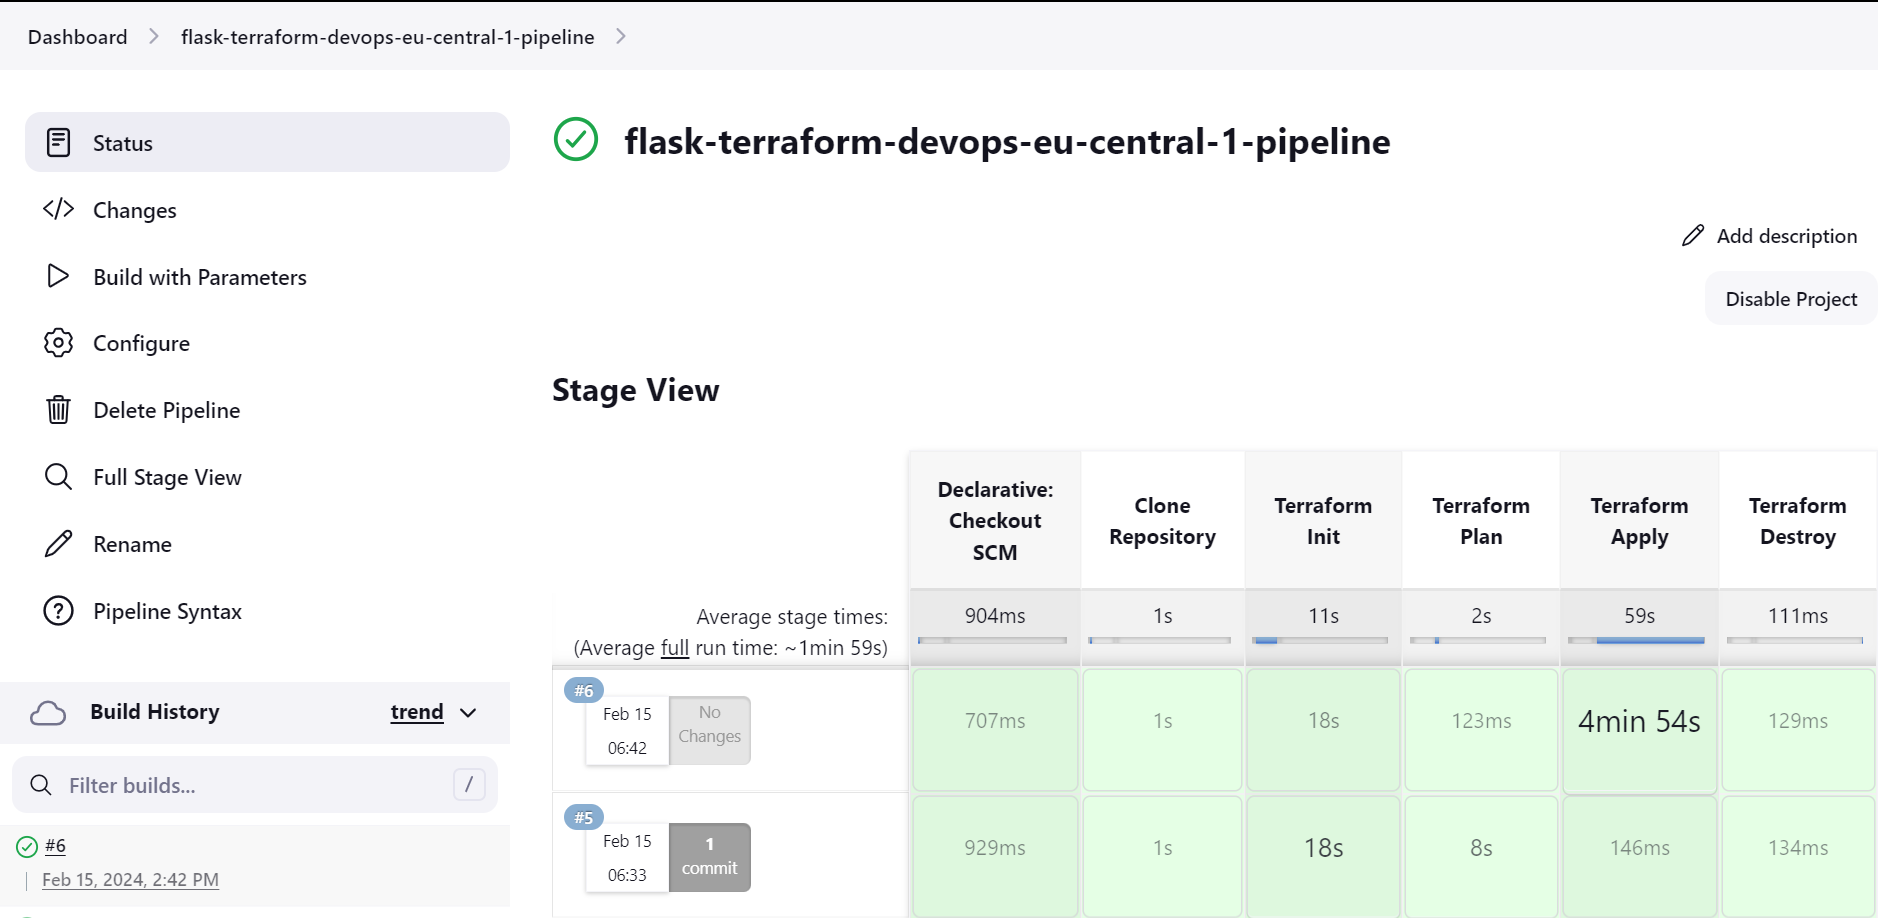 Dashboard
flask-terraform-devops-eu-central-1-pipeline
Status
Changes
Build with Parameters
Configure
Delete Pipeline
Full Stage View
Rename
Pipeline Syntax
Build History
trend
Filter builds...
/
#6
Feb 15, 2024, 2:42 PM
flask-terraform-devops-eu-central-1-pipeline
Add description
Disable Project
Stage View
Declarative:
Checkout
SCM
Clone
Repository
Terraform
Init
Terraform
Plan
Terraform
Apply
Terraform
Destroy
Average stage times:
(Average full run time: ~1min 59s)
904ms
1s
11s
2s
59s
111ms
#6
Feb 15
06:42
No
Changes
707ms
1s
18s
123ms
4min 54s
129ms
#5
Feb 15
06:33
1
commit
929ms
1s
18s
8s
146ms
134ms